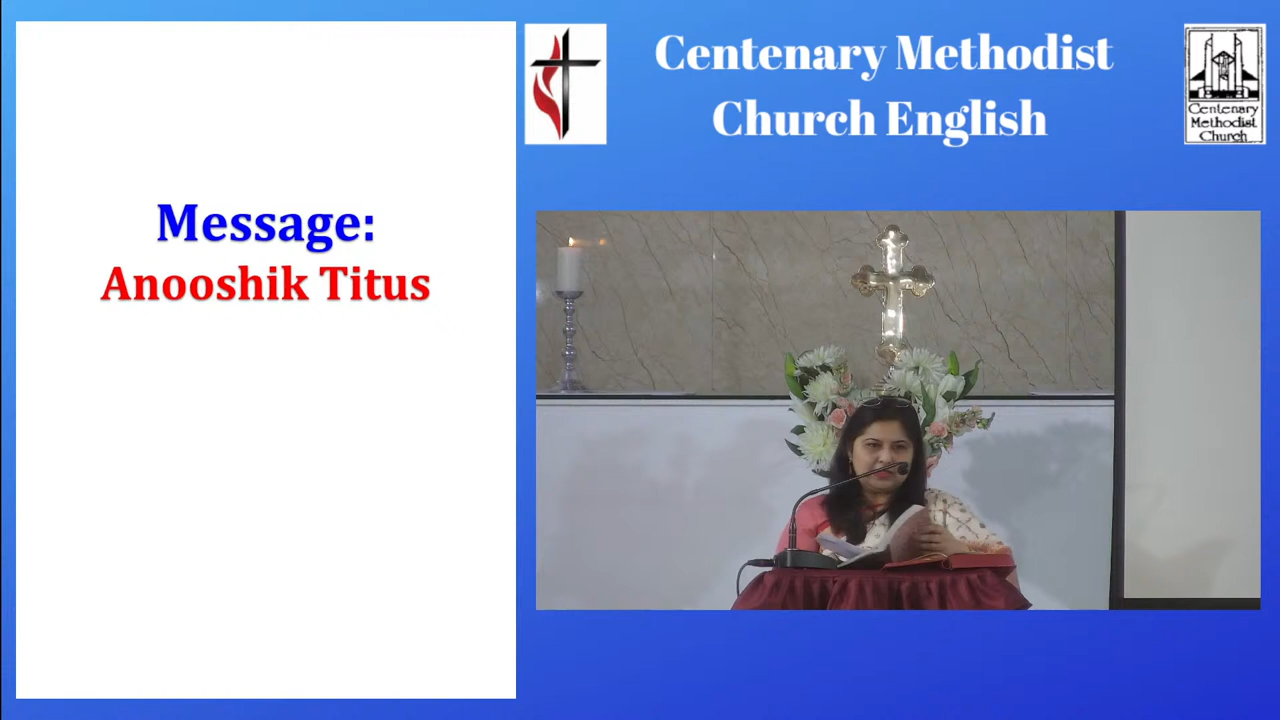 Message:
Anooshik Titus
Centenary Methodist
Church English
Centenary
Methodist
Church